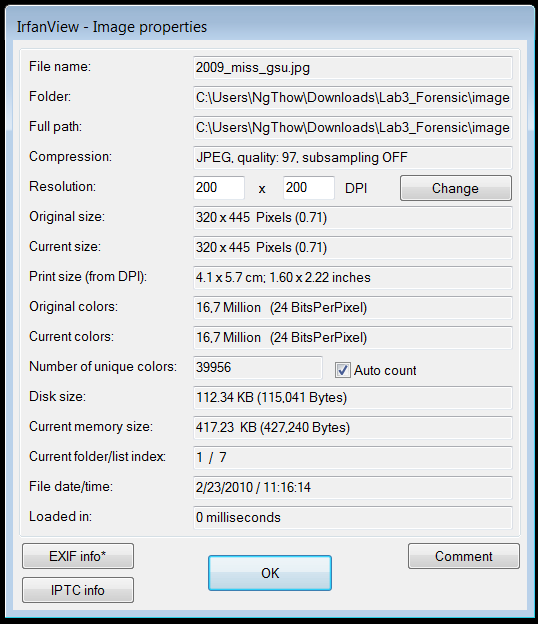 IrfanView - Image properties
File name: 2009_miss_gsu.jpg
Folder: C:\Users\NgThow\Downloads\Lab3_Forensic\image
Full path: C:\Users\NgThow\Downloads\Lab3_Forensic\image
Compression: JPEG, quality: 97, subsampling OFF
Resolution: 200 x 200 DPI Change
Original size: 320 x 445 Pixels (0.71)
Current size: 320 x 445 Pixels (0.71)
Print size (from DPI): 4.1 x 5.7 cm; 1.60 x 2.22 inches
Original colors: 16,7 Million (24 BitsPerPixel)
Current colors: 16,7 Million (24 BitsPerPixel)
Number of unique colors: 39956 Auto count
Disk size: 112.34 KB (115,041 Bytes)
Current memory size: 417.23 KB (427,240 Bytes)
Current folder/list index: 1 / 7
File date/time: 2/23/2010 / 11:16:14
Loaded in: 0 milliseconds
EXIF info* OK Comment
IPTC info